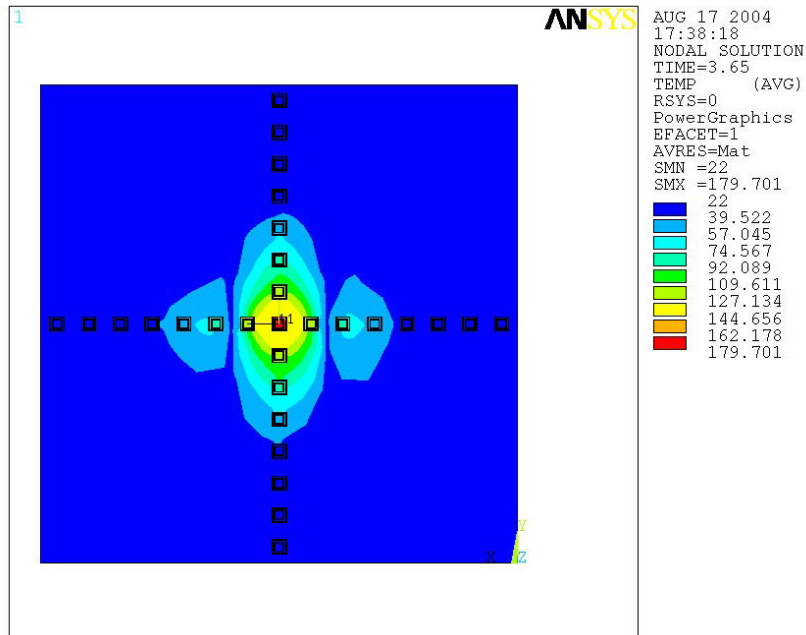 1
ANSYS
AUG 17 2004
17:38:18
NODAL SOLUTION
TIME=3.65
TEMP (AVG)
RSYS=0
PowerGraphics
EFACET=1
AVRES=Mat
SMN =22
SMX =179.701
22
39.522
57.045
74.567
92.089
109.611
127.134
144.656
162.178
179.701
Y
X Z